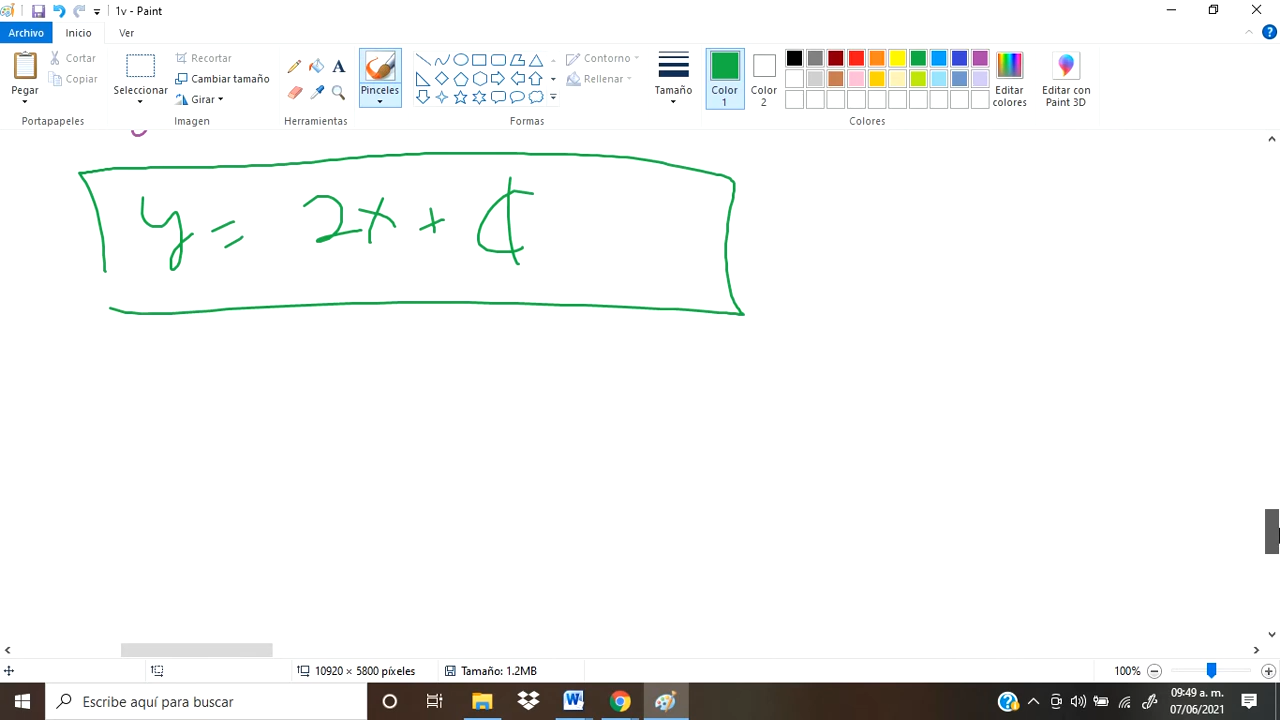 1v - Paint
Archivo Inicio Ver
Pegar
Cortar
Copiar
Portapapeles
Seleccionar
Recortar
Cambiar tamaño
Girar
Imagen
A
Herramientas
Pinceles
Contorno
Rellenar
Formas
Tamaño
Color 1
Color 2
Editar colores
Colores
Editar con Paint 3D
y = 2x + ₵
10920 × 5800 píxeles
Tamaño: 1.2MB
100%
Escribe aquí para buscar
09:49 a. m.
07/06/2021